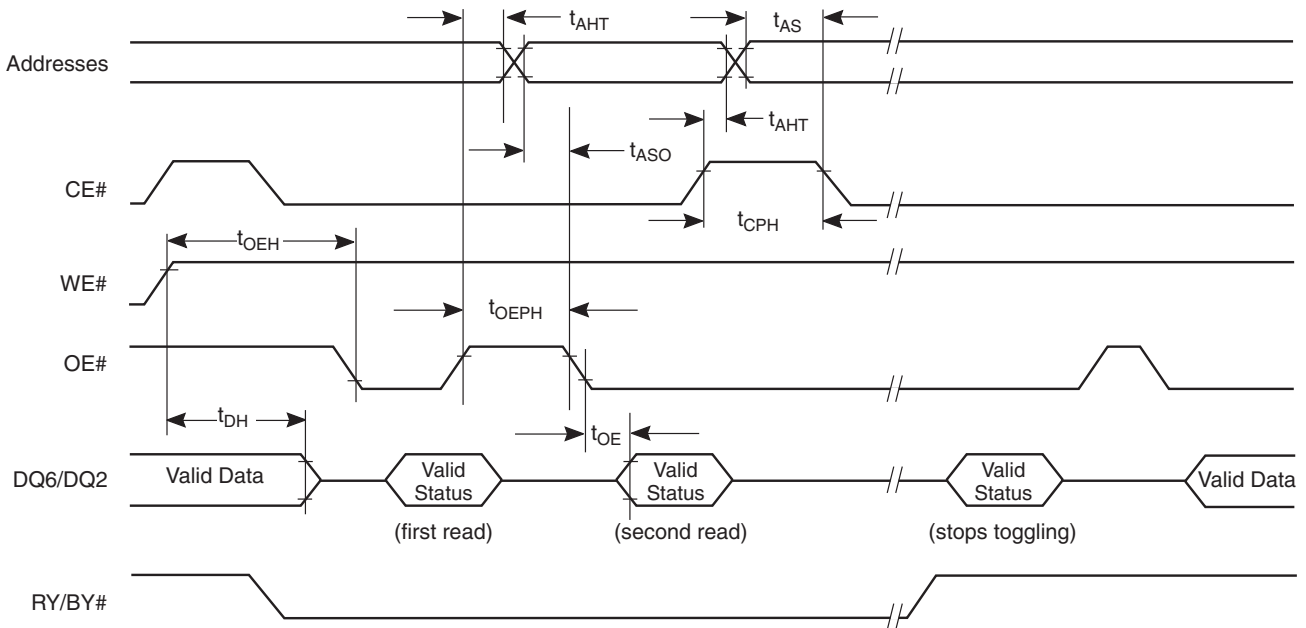 tAHT
tAS
Addresses
tAHT
tASO
CE#
tCPH
tOEH
WE#
tOEPH
OE#
tDH
tOE
DQ6/DQ2
Valid Data
Valid
Status
Valid
Status
Valid
Status
Valid Data
(first read)
(second read)
(stops toggling)
RY/BY#